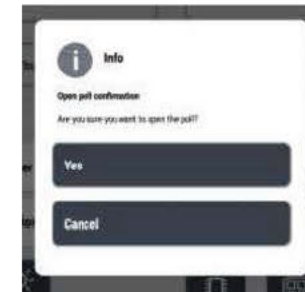 Info
Open poll confirmation
Are you sure you want to open the poll?
Yes
Cancel